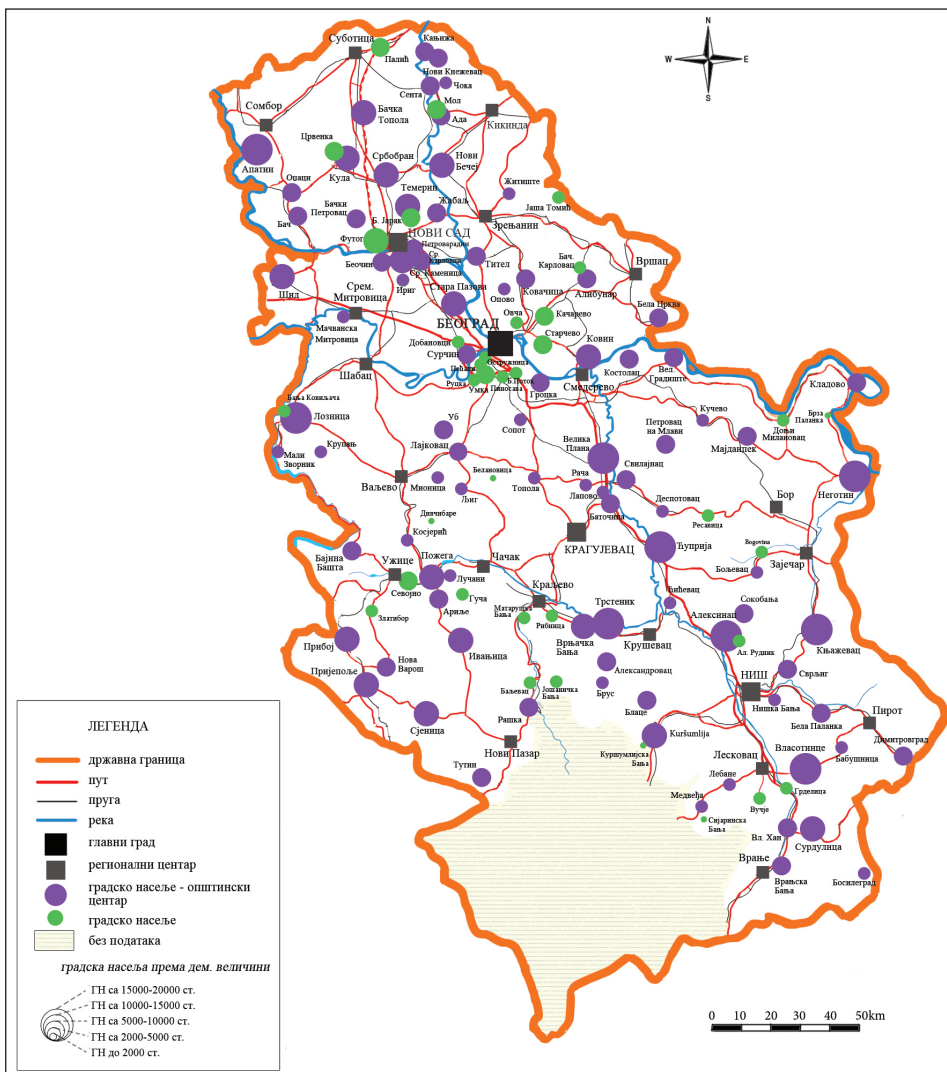 N
W
E
S
Суботица
Палић
Кањижа
Нови Кнежевац
Чока
Сента
Мол
Ада
Бачка
Топола
Сомбор
Кикинда
Црвенка
Апатин
Кула
Србобран
Нови
Бечеј
Оџаци
Темерин
Житиште
Бачки
Петровац
Жабаљ
Јаша Томић
Бач
Б. Јарак
НОВИ САД
Зрењанин
Футог
Петроварадин
Ср.
Карловци
Беочин
Ср. Каменица
Тител
Бач.
Карловац
Вршац
Шид
Ириг
Срем.
Митровица
Стара Пазова
Опово
Ковачица
Алибунар
Мачванска
Митровица
БЕОГРАД
Овча
Качарево
Бела Црква
Добановци
Старчево
Сурчин
Ковин
Остружница
Костолац
Вел.
Градиште
Шабац
Руцка
Умка
Пиносава
Б.Поток
Гроцка
Смедерево
Кладово
Бања Ковиљача
Лозница
Уб
Сопот
Кучево
Доњи
Милановац
Брза
Паланка
Мали
Зворник
Крупањ
Лајковац
Велика
Плана
Петровац
на Млави
Мајданпек
Свилајнац
Неготин
Ваљево
Мионица
Белановица
Љиг
Топола
Рача
Лапово
Баточина
Деспотовац
Ресавица
Бор
Дивчибаре
Косјерић
КРАГУЈЕВАЦ
Ћуприја
Bogovina
Зајечар
Бољевац
Бајина
Башта
Ужице
Пожега
Чачак
Лучани
Севојно
Гуча
Ариље
Краљево
Матарушка
Бања
Рибница
Трстеник
Ћићевац
Сокобања
Алексинац
Златибор
Врњачка
Бања
Крушевац
Ал. Рудник
Књажевац
Прибој
Нова
Варош
Ивањица
Александровац
Пријепоље
Баљевац
Јошаничка
Бања
Брус
НИШ
Сврљиг
Нишка Бања
Рашка
Блаце
Бела Паланка
Пирот
Сјеница
Нови Пазар
Kuršumlija
Куршумлијска
Бања
Власотинце
Бабушница
Димитровград
Тутин
Лесковац
Лебане
Медвеђа
Вучје
Грделица
Сијаринска
Бања
Вл. Хан
Сурдулица
Врање
Врањска
Бања
Босилеград
ЛЕГЕНДА
државна граница
пут
пруга
река
главни град
регионални центар
градско насеље - општински
центар
градско насеље
без података
градска насеља према дем. величини
ГН са 15000-20000 ст.
ГН са 10000-15000 ст.
ГН са 5000-10000 ст.
ГН са 2000-5000 ст.
ГН до 2000 ст.
0 10 20 30 40 50km